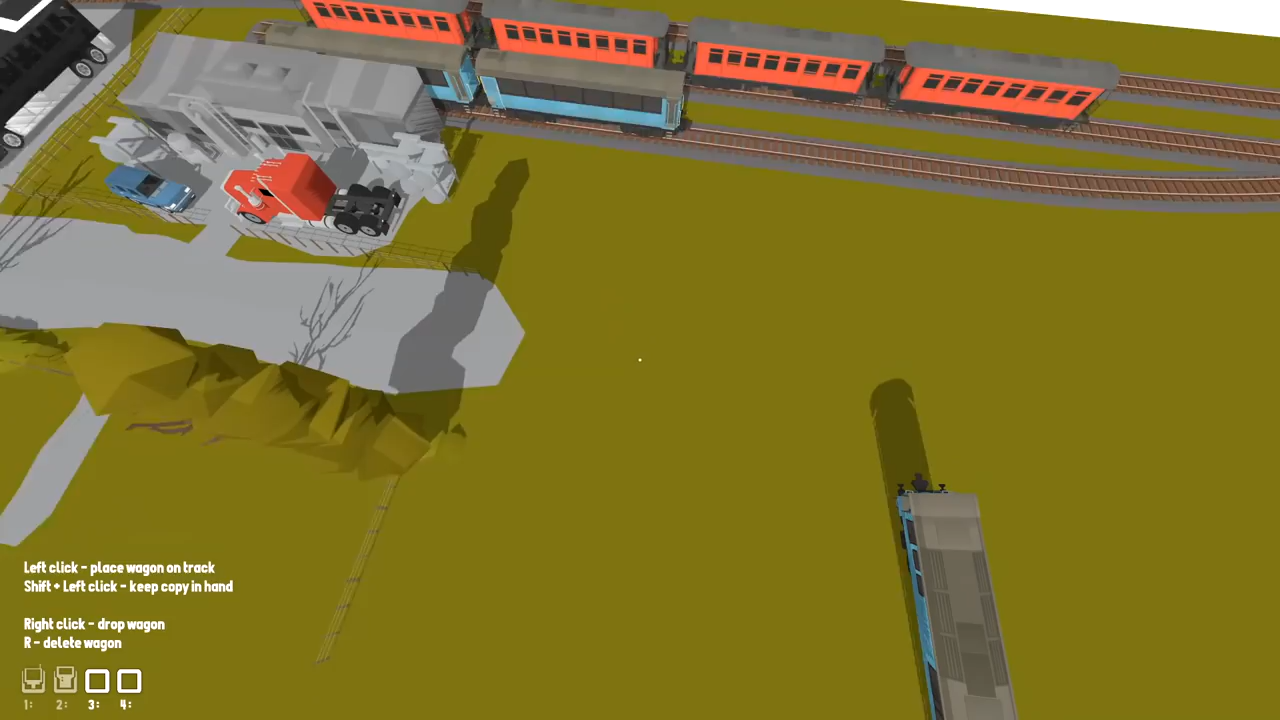 Left click - place wagon on track
Shift + Left click - keep copy in hand
Right click - drop wagon
R - delete wagon
1: 2: 3: 4: